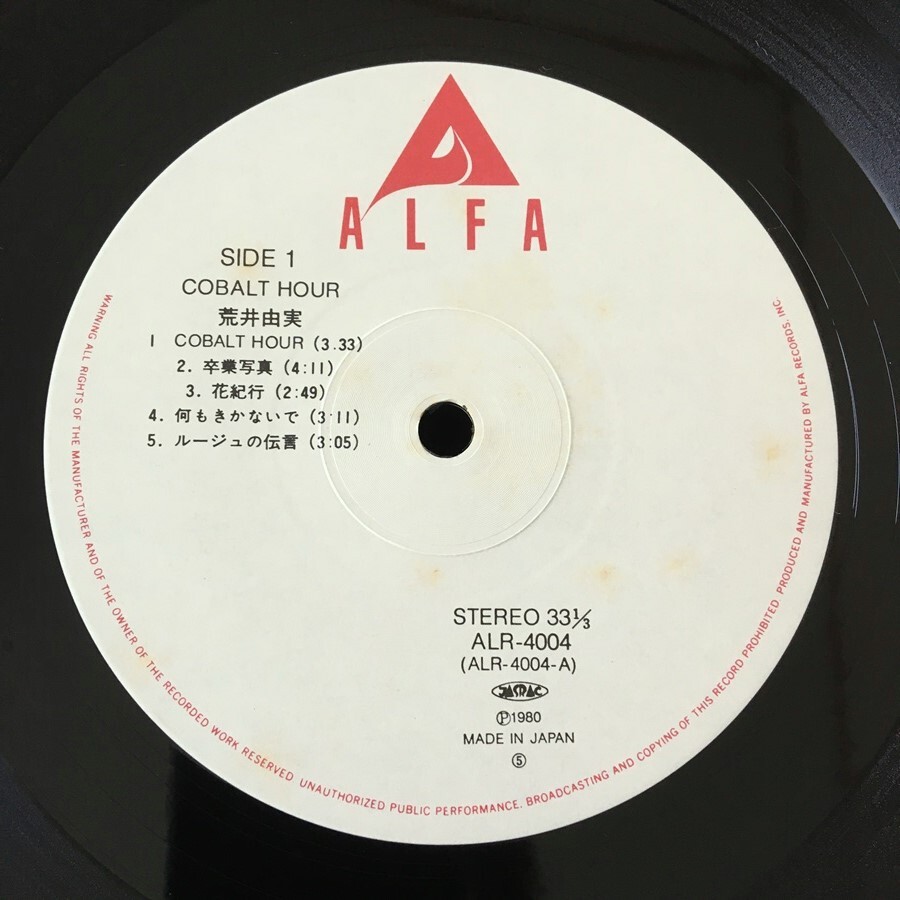 ALFA
SIDE 1
COBALT HOUR
荒井由実
1 COBALT HOUR (3.33)
2. 卒業写真 (4:11)
3. 花紀行 (2:49)
4. 何もきかないで (3:11)
5. ルージュの伝言 (3:05)
STEREO 33⅓
ALR-4004
(ALR-4004-A)
JASRAC
Ⓟ1980
MADE IN JAPAN
⑤
WARNING ALL RIGHTS OF THE MANUFACTURER AND OF THE OWNER OF THE RECORDED WORK RESERVED UNAUTHORIZED PUBLIC PERFORMANCE. BROADCASTING AND COPYING OF THIS RECORD PROHIBITED PRODUCED AND MANUFACTURED BY ALFA RECORDS, INC.